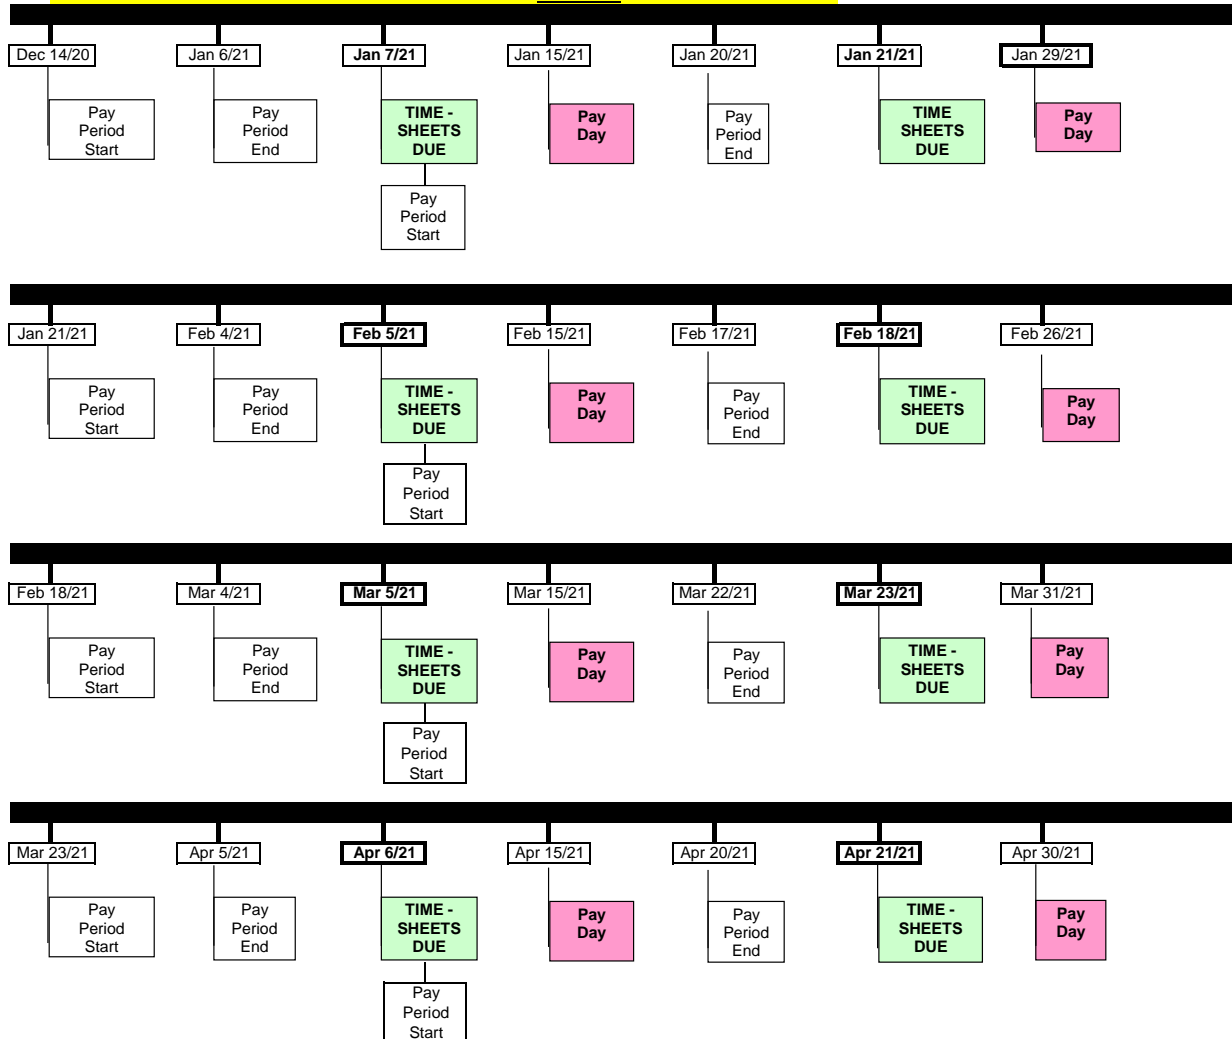 Dec 14/20 Jan 6/21 Jan 7/21 Jan 15/21 Jan 20/21 Jan 21/21 Jan 29/21
Pay
Period
Start
Pay
Period
End
TIME -
SHEETS
DUE
Pay
Day
Pay
Period
End
TIME
SHEETS
DUE
Pay
Day
Pay
Period
Start
Jan 21/21 Feb 4/21 Feb 5/21 Feb 15/21 Feb 17/21 Feb 18/21 Feb 26/21
Pay
Period
Start
Pay
Period
End
TIME -
SHEETS
DUE
Pay
Day
Pay
Period
End
TIME -
SHEETS
DUE
Pay
Day
Pay
Period
Start
Feb 18/21 Mar 4/21 Mar 5/21 Mar 15/21 Mar 22/21 Mar 23/21 Mar 31/21
Pay
Period
Start
Pay
Period
End
TIME -
SHEETS
DUE
Pay
Day
Pay
Period
End
TIME -
SHEETS
DUE
Pay
Day
Pay
Period
Start
Mar 23/21 Apr 5/21 Apr 6/21 Apr 15/21 Apr 20/21 Apr 21/21 Apr 30/21
Pay
Period
Start
Pay
Period
End
TIME -
SHEETS
DUE
Pay
Day
Pay
Period
End
TIME -
SHEETS
DUE
Pay
Day
Pay
Period
Start